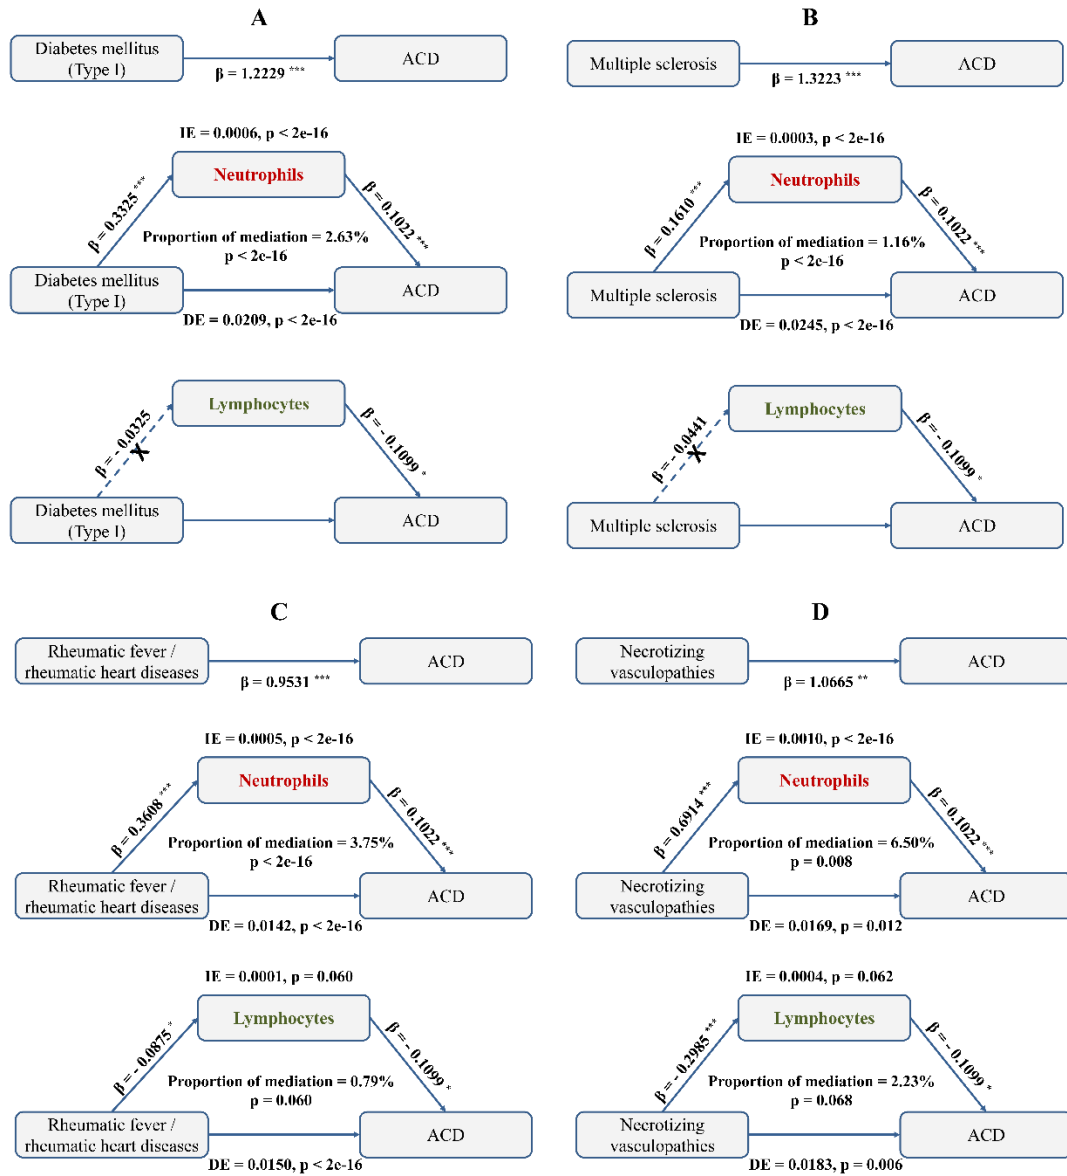 A
Diabetes mellitus
(Type I)
ACD
β = 1.2229 ***
IE = 0.0006, p < 2e-16
Neutrophils
β = 0.3325 ***
β = 0.1022 ***
Proportion of mediation = 2.63%
p < 2e-16
Diabetes mellitus
(Type I)
ACD
DE = 0.0209, p < 2e-16
Lymphocytes
β = - 0.0325
X
β = - 0.1099 *
Diabetes mellitus
(Type I)
ACD
B
Multiple sclerosis
ACD
β = 1.3223 ***
IE = 0.0003, p < 2e-16
Neutrophils
β = 0.1610 ***
β = 0.1022 ***
Proportion of mediation = 1.16%
p < 2e-16
Multiple sclerosis
ACD
DE = 0.0245, p < 2e-16
Lymphocytes
β = - 0.0441
X
β = - 0.1099 *
Multiple sclerosis
ACD
C
Rheumatic fever /
rheumatic heart diseases
ACD
β = 0.9531 ***
IE = 0.0005, p < 2e-16
Neutrophils
β = 0.3608 ***
β = 0.1022 ***
Proportion of mediation = 3.75%
p < 2e-16
Rheumatic fever /
rheumatic heart diseases
ACD
DE = 0.0142, p < 2e-16
IE = 0.0001, p = 0.060
Lymphocytes
β = - 0.0875 *
β = - 0.1099 *
Proportion of mediation = 0.79%
p = 0.060
Rheumatic fever /
rheumatic heart diseases
ACD
DE = 0.0150, p < 2e-16
D
Necrotizing
vasculopathies
ACD
β = 1.0665 **
IE = 0.0010, p < 2e-16
Neutrophils
β = 0.6914 ***
β = 0.1022 ***
Proportion of mediation = 6.50%
p = 0.008
Necrotizing
vasculopathies
ACD
DE = 0.0169, p = 0.012
IE = 0.0004, p = 0.062
Lymphocytes
β = - 0.2985 ***
β = - 0.1099 *
Proportion of mediation = 2.23%
p = 0.068
Necrotizing
vasculopathies
ACD
DE = 0.0183, p = 0.006